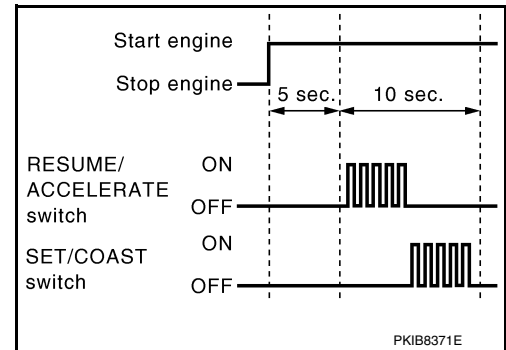 Start engine
Stop engine
5 sec. 10 sec.
RESUME/ ON
ACCELERATE
switch OFF
ON
SET/COAST
switch OFF
PKIB8371E